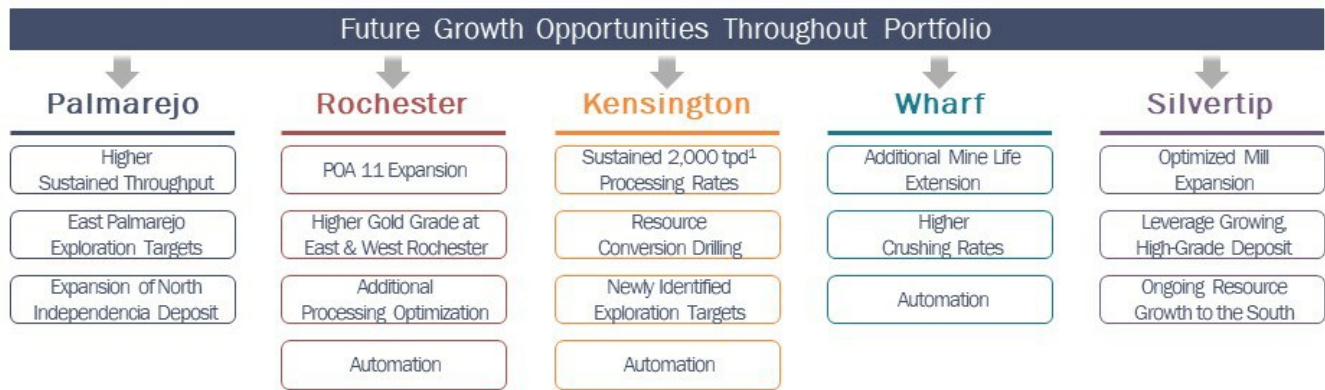 Future Growth Opportunities Throughout Portfolio
Palmarejo
Higher
Sustained Throughput
East Palmarejo
Exploration Targets
Expansion of North
Independencia Deposit
Rochester
POA 11 Expansion
Higher Gold Grade at
East & West Rochester
Additional
Processing Optimization
Automation
Kensington
Sustained 2,000 tpd¹
Processing Rates
Resource
Conversion Drilling
Newly Identified
Exploration Targets
Automation
Wharf
Additional Mine Life
Extension
Higher
Crushing Rates
Automation
Silvertip
Optimized Mill
Expansion
Leverage Growing,
High-Grade Deposit
Ongoing Resource
Growth to the South